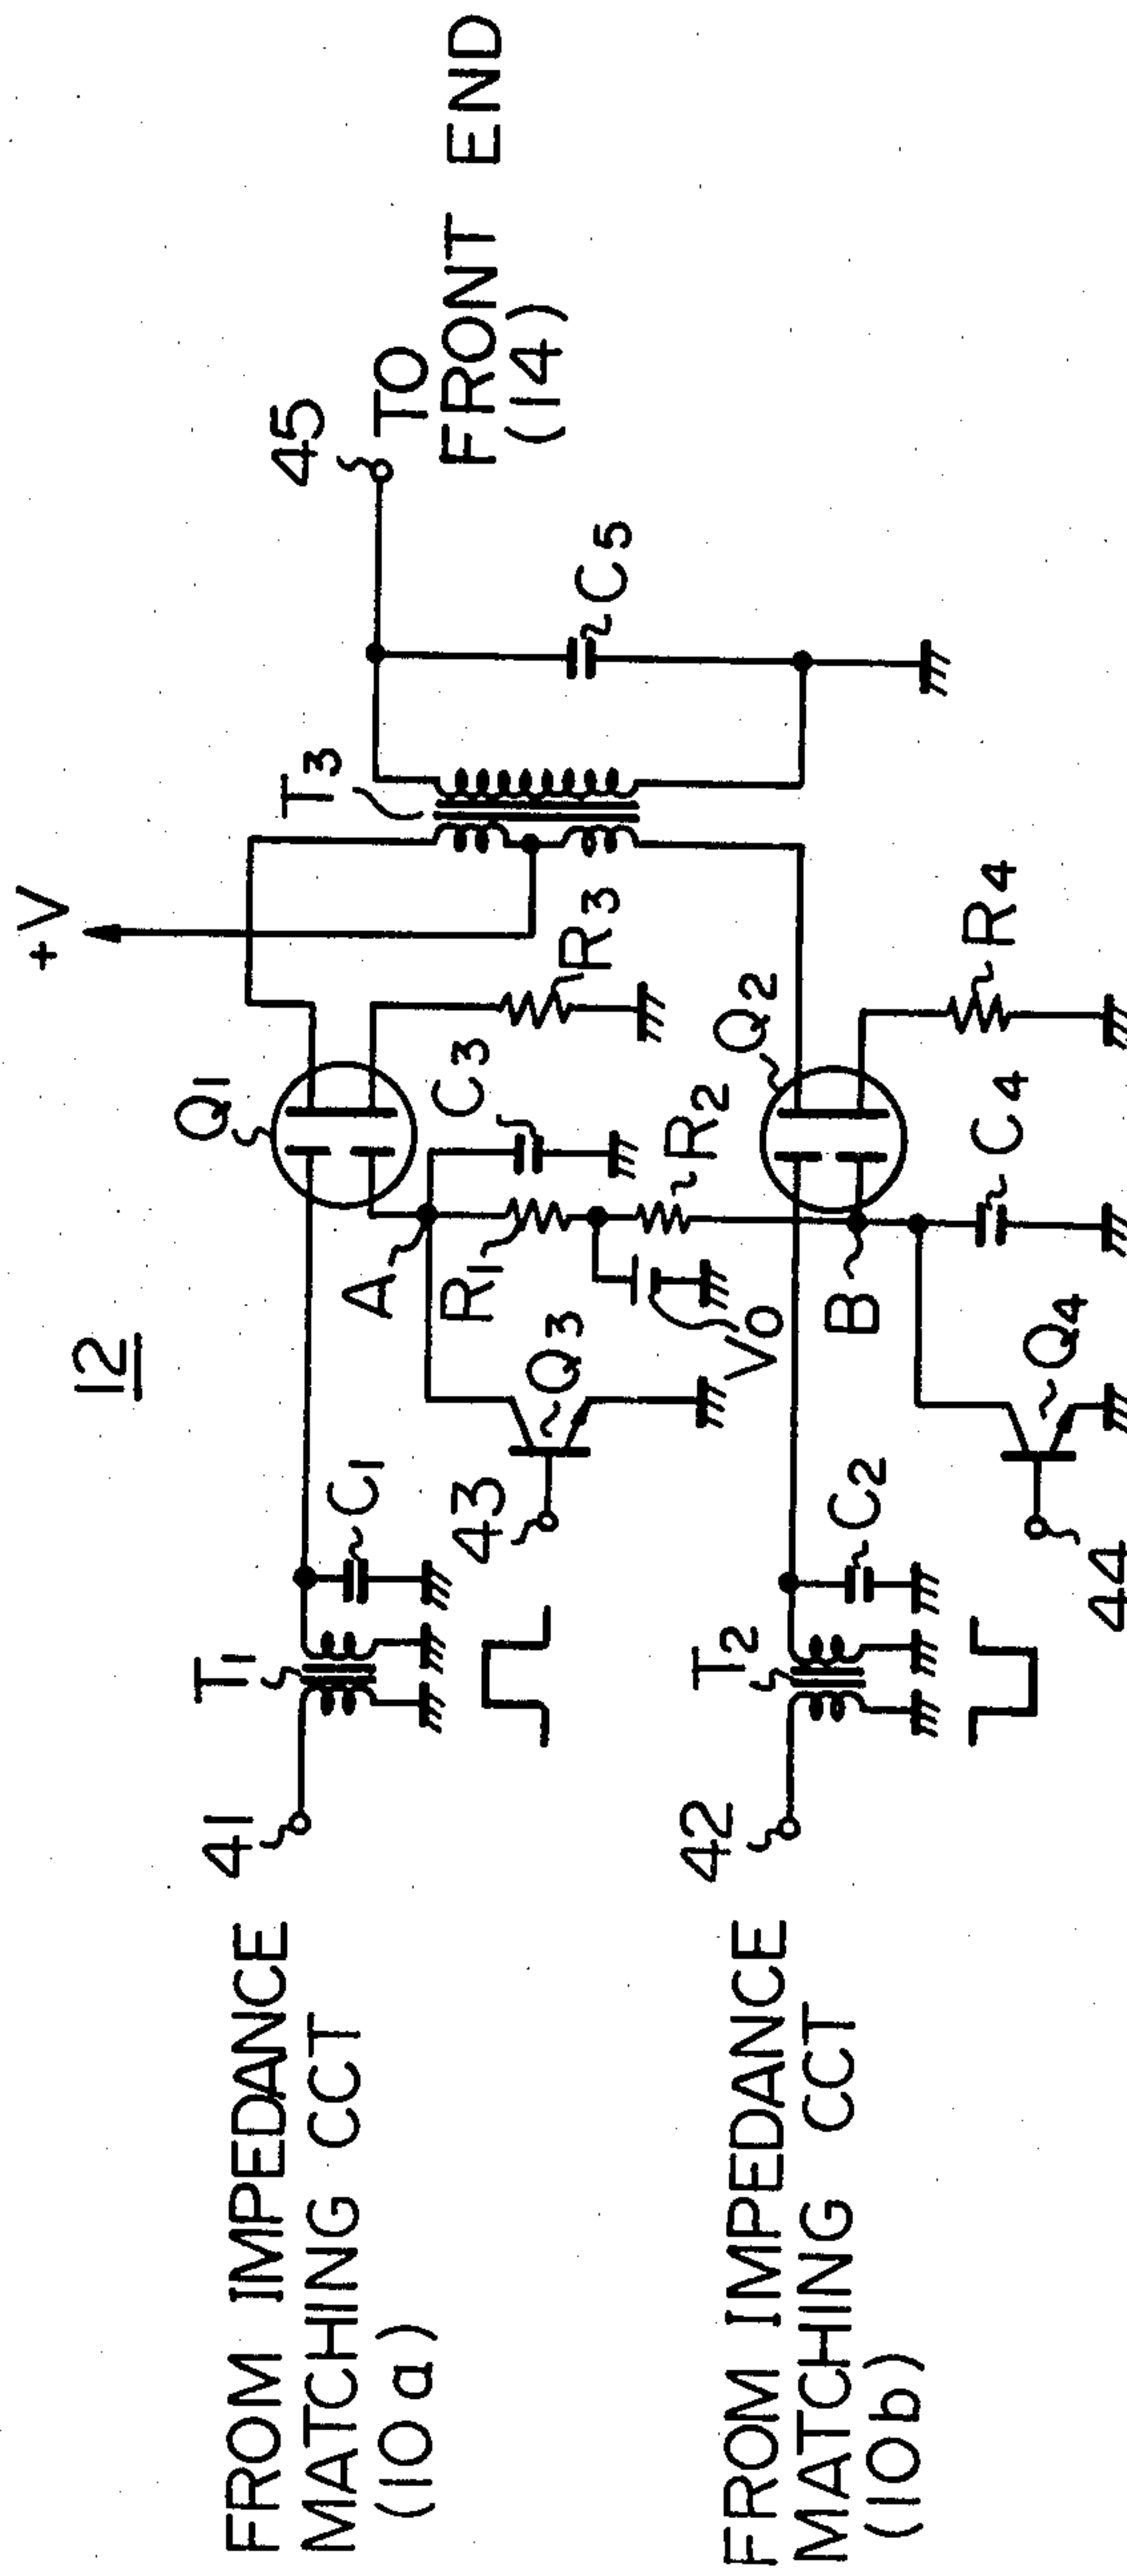 12
+V
FROM IMPEDANCE
MATCHING CCT
(10a)
41
T1
C1
Q1
A
R1
C3
R3
T3
45
TO
FRONT END
(14)
C5
43
Q3
V0
R2
FROM IMPEDANCE
MATCHING CCT
(10b)
42
T2
C2
B
Q2
R4
C4
44
Q4